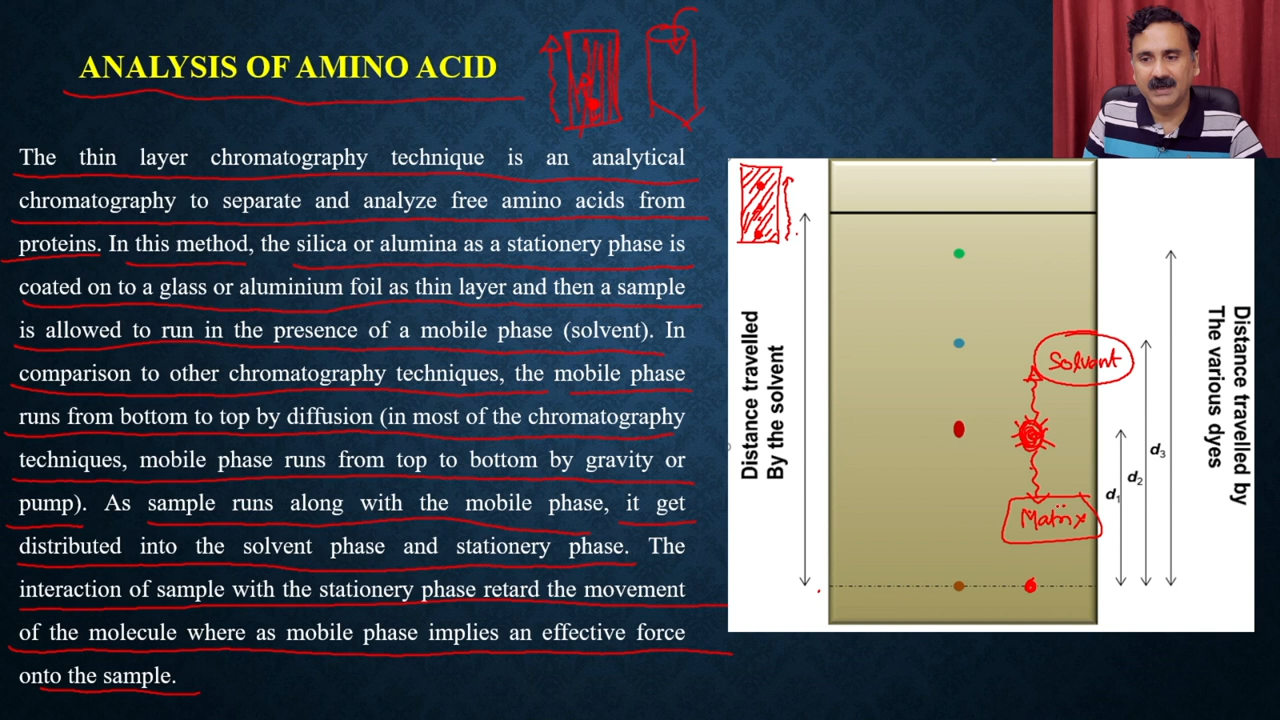 ANALYSIS OF AMINO ACID
The thin layer chromatography technique is an analytical
chromatography to separate and analyze free amino acids from
proteins. In this method, the silica or alumina as a stationery phase is
coated on to a glass or aluminium foil as thin layer and then a sample
is allowed to run in the presence of a mobile phase (solvent). In
comparison to other chromatography techniques, the mobile phase
runs from bottom to top by diffusion (in most of the chromatography
techniques, mobile phase runs from top to bottom by gravity or
pump). As sample runs along with the mobile phase, it get
distributed into the solvent phase and stationery phase. The
interaction of sample with the stationery phase retard the movement
of the molecule where as mobile phase implies an effective force
onto the sample.
Distance travelled
By the solvent
Solvent
Matrix
d1
d2
d3
Distance travelled by
The various dyes